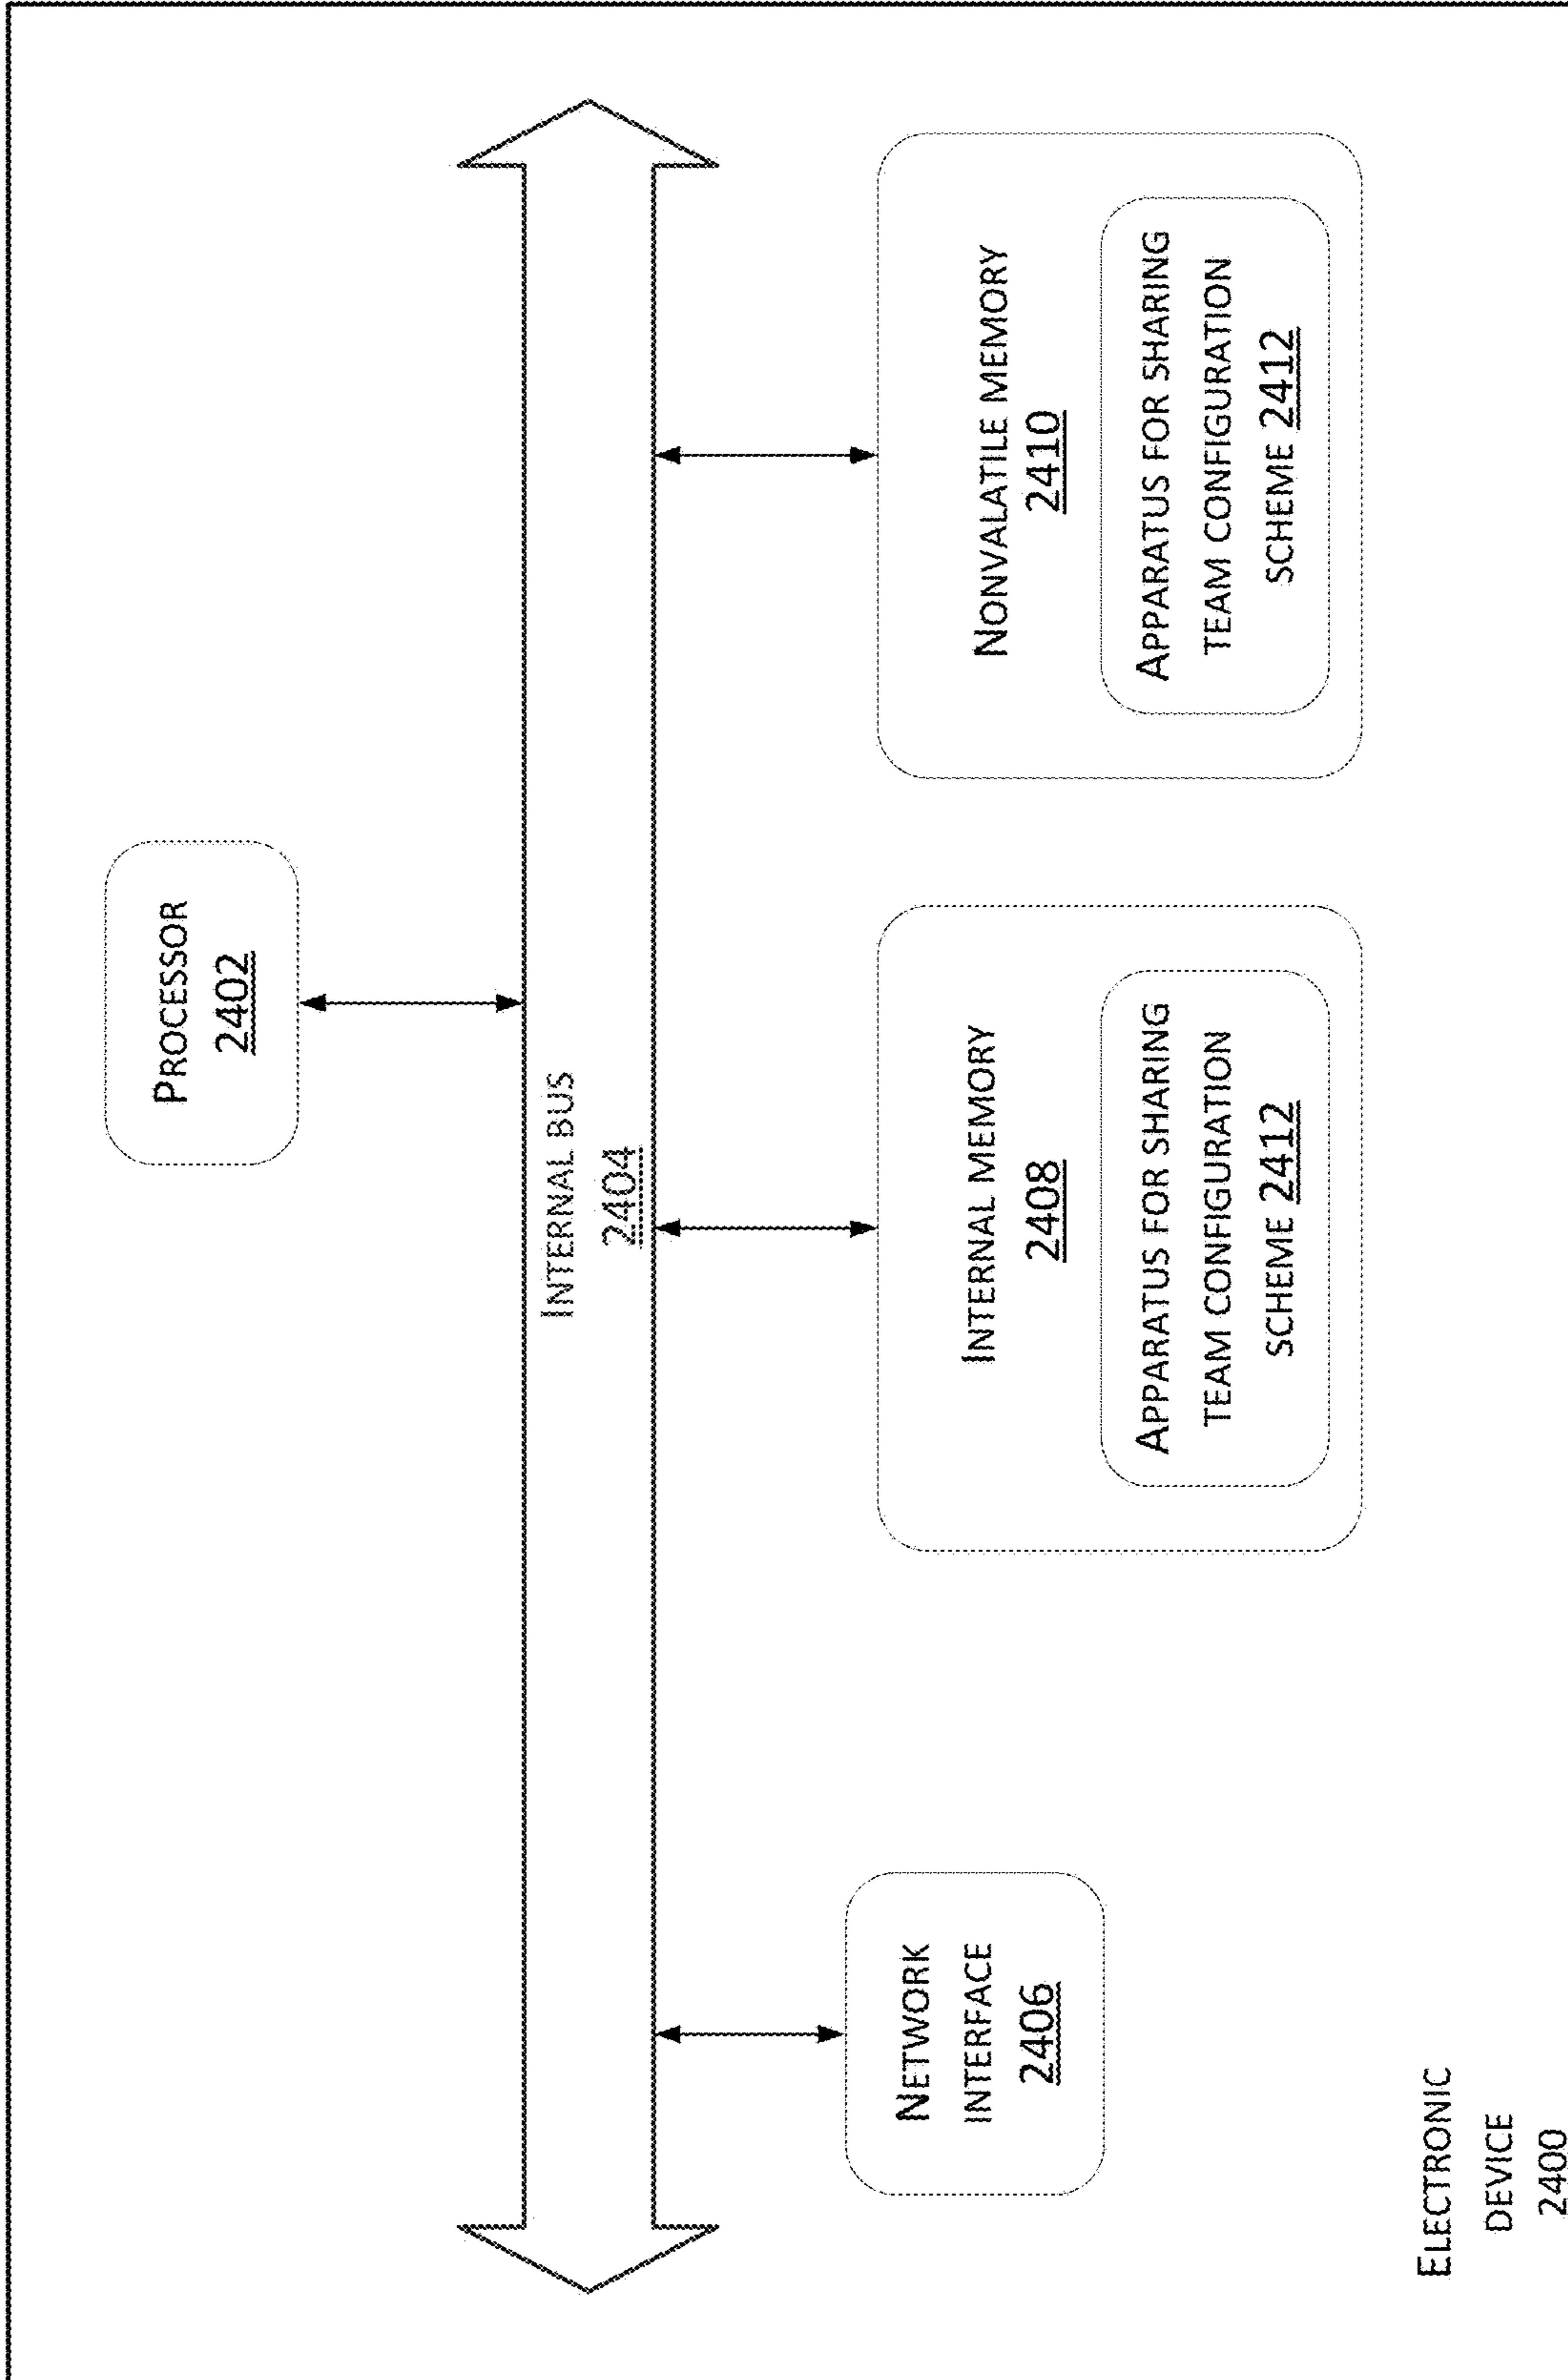 PROCESSOR
2402
INTERNAL BUS
2404
NETWORK
INTERFACE
2406
INTERNAL MEMORY
2408
APPARATUS FOR SHARING
TEAM CONFIGURATION
SCHEME 2412
NONVALATILE MEMORY
2410
APPARATUS FOR SHARING
TEAM CONFIGURATION
SCHEME 2412
ELECTRONIC
DEVICE
2400